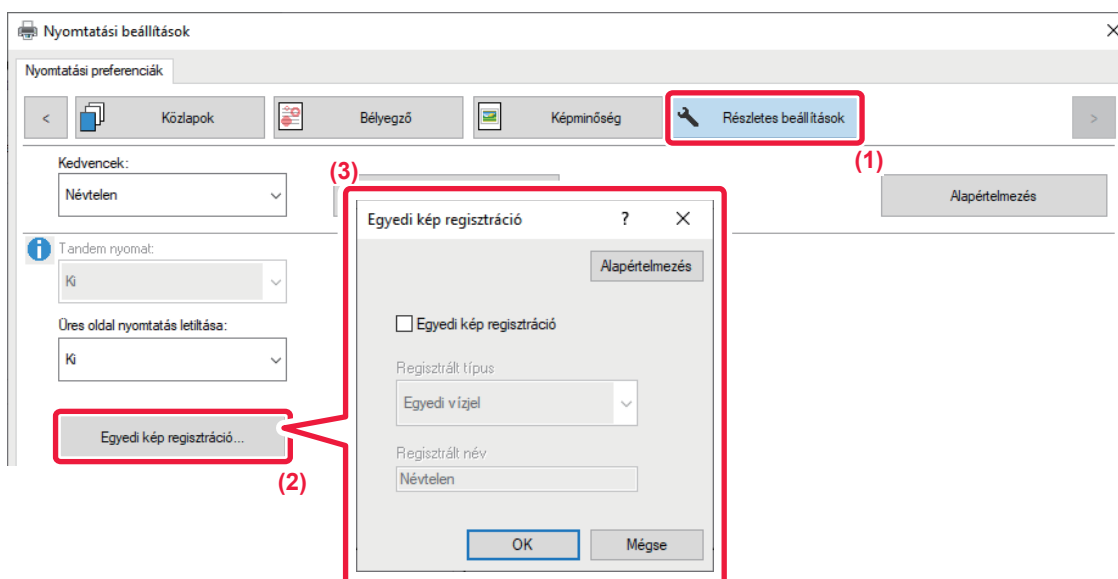 Nyomtatási beállítások
Nyomtatási preferenciák
< Közlapok Bélyegző Képminőség Részletes beállítások >
(1)
Kedvencek:
(3)
Névtelen
Alapértelmezés
Egyedi kép regisztráció ? X
Tandem nyomat:
Ki
Alapértelmezés
Üres oldal nyomtatás letiltása:
Ki
Egyedi kép regisztráció
Regisztrált típus
Egyedi vízjel
Egyedi kép regisztráció...
(2)
Regisztrált név
Névtelen
OK Mégse